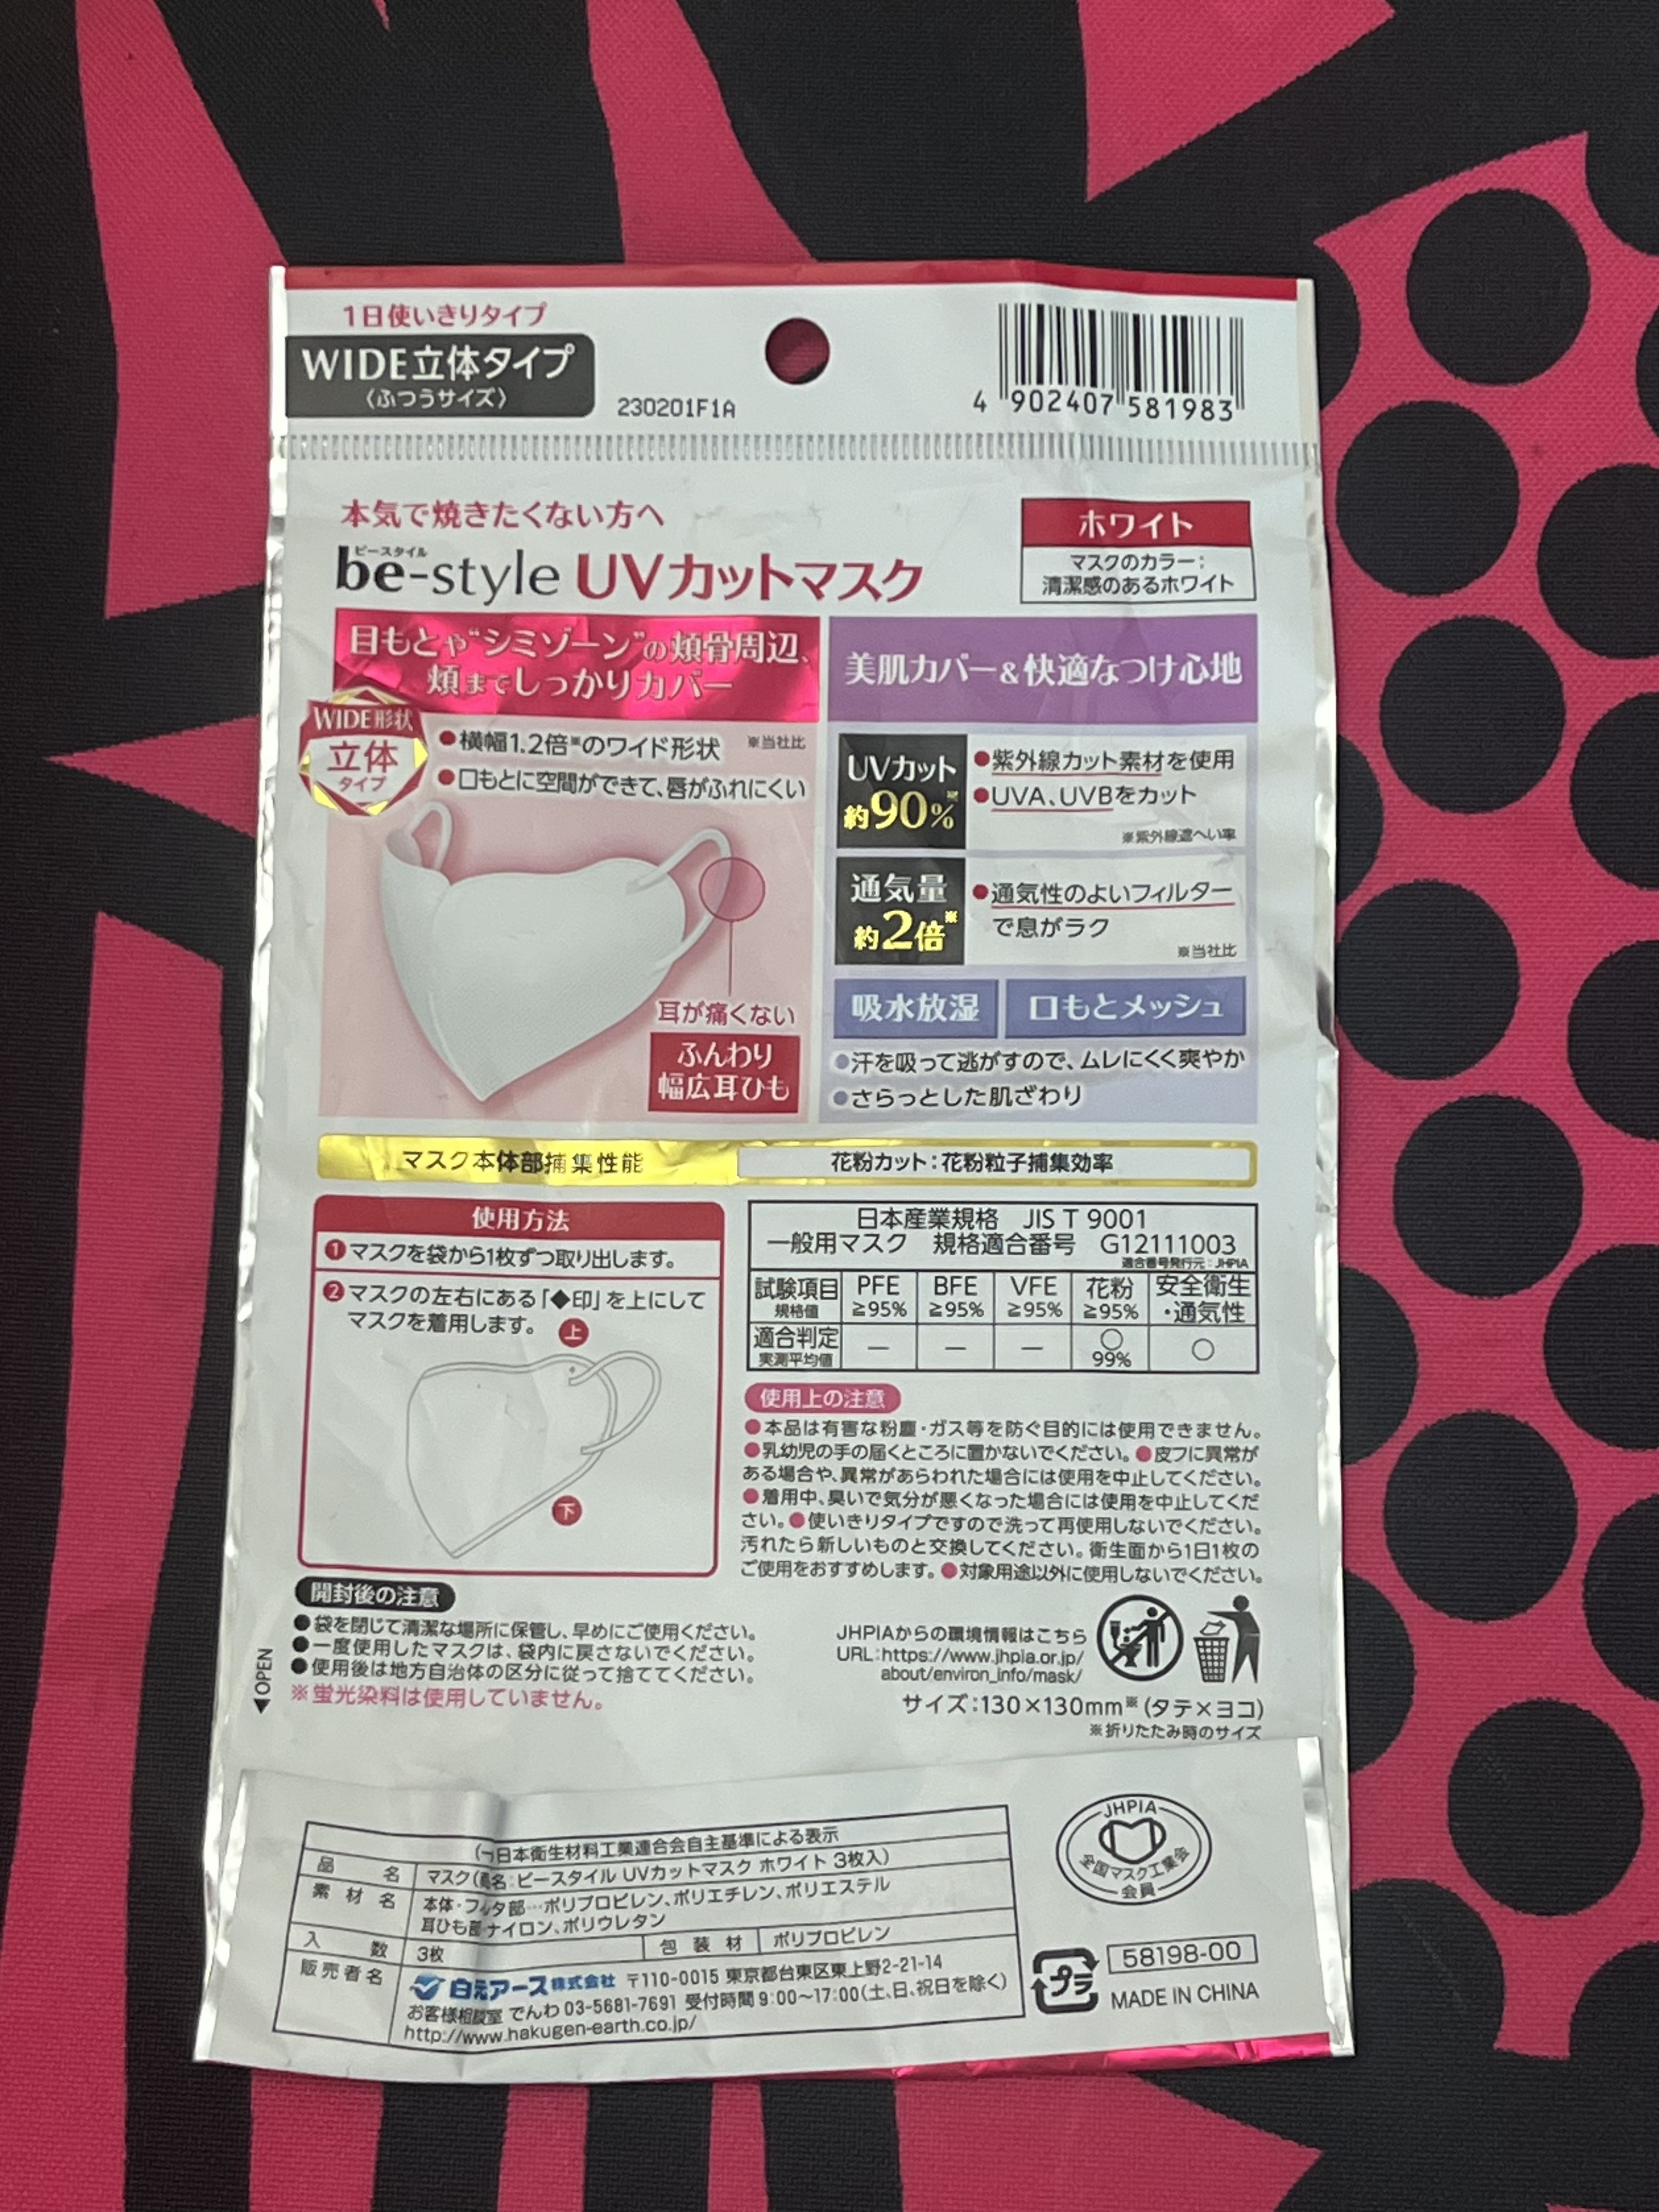 1日使いきりタイプ
WIDE立体タイプ
〈ふつうサイズ〉
230201F1A
4 902407 581983
本気で焼きたくない方へ
ビースタイル
be-style UVカットマスク
ホワイト
マスクのカラー:
清潔感のあるホワイト
目もとや“シミゾーン”の頬骨周辺、
頬までしっかりカバー
WIDE形状
立体
タイプ
●横幅1.2倍※のワイド形状 ※当社比
●口もとに空間ができて、唇がふれにくい
耳が痛くない
ふんわり
幅広耳ひも
美肌カバー&快適なつけ心地
UVカット
約90%※
●紫外線カット素材を使用
●UVA、UVBをカット
※紫外線遮へい率
通気量
約2倍※
●通気性のよいフィルター
で息がラク
※当社比
吸水放湿 口もとメッシュ
●汗を吸って逃がすので、ムレにくく爽やか
●さらっとした肌ざわり
マスク本体部捕集性能 花粉カット:花粉粒子捕集効率
使用方法
❶マスクを袋から1枚ずつ取り出します。
❷マスクの左右にある「◆印」を上にして
マスクを着用します。
上
下
日本産業規格 JIS T 9001
一般用マスク 規格適合番号 G12111003
適合番号発行元:JHPIA
試験項目 PFE BFE VFE 花粉 安全衛生
規格値 ≧95% ≧95% ≧95% ≧95% ・通気性
適合判定 — — — ○ ○
実測平均値 99%
使用上の注意
●本品は有害な粉塵・ガス等を防ぐ目的には使用できません。
●乳幼児の手の届くところに置かないでください。●皮フに異常が
ある場合や、異常があらわれた場合には使用を中止してください。
●着用中、臭いで気分が悪くなった場合には使用を中止してくだ
さい。●使いきりタイプですので洗って再使用しないでください。
汚れたら新しいものと交換してください。衛生面から1日1枚の
ご使用をおすすめします。●対象用途以外に使用しないでください。
開封後の注意
●袋を閉じて清潔な場所に保管し、早めにご使用ください。
●一度使用したマスクは、袋内に戻さないでください。
●使用後は地方自治体の区分に従って捨ててください。
※蛍光染料は使用していません。
◀OPEN
JHPIAからの環境情報はこちら
URL:https://www.jhpia.or.jp/
about/environ_info/mask/
サイズ:130×130mm※(タテ×ヨコ)
※折りたたみ時のサイズ
日本衛生材料工業連合会自主基準による表示
品名 マスク(名:ビースタイル UVカットマスク ホワイト 3枚入)
素材名 本体・フタ部…ポリプロピレン、ポリエチレン、ポリエステル
耳ひも部 ナイロン、ポリウレタン
入数 3枚 包装材 ポリプロピレン
販売者名 白元アース株式会社 〒110-0015 東京都台東区東上野2-21-14
お客様相談室 でんわ 03-5681-7691 受付時間 9:00〜17:00(土、日、祝日を除く)
http://www.hakugen-earth.co.jp/
JHPIA
全国マスク工業会
会員
プラ
58198-00
MADE IN CHINA